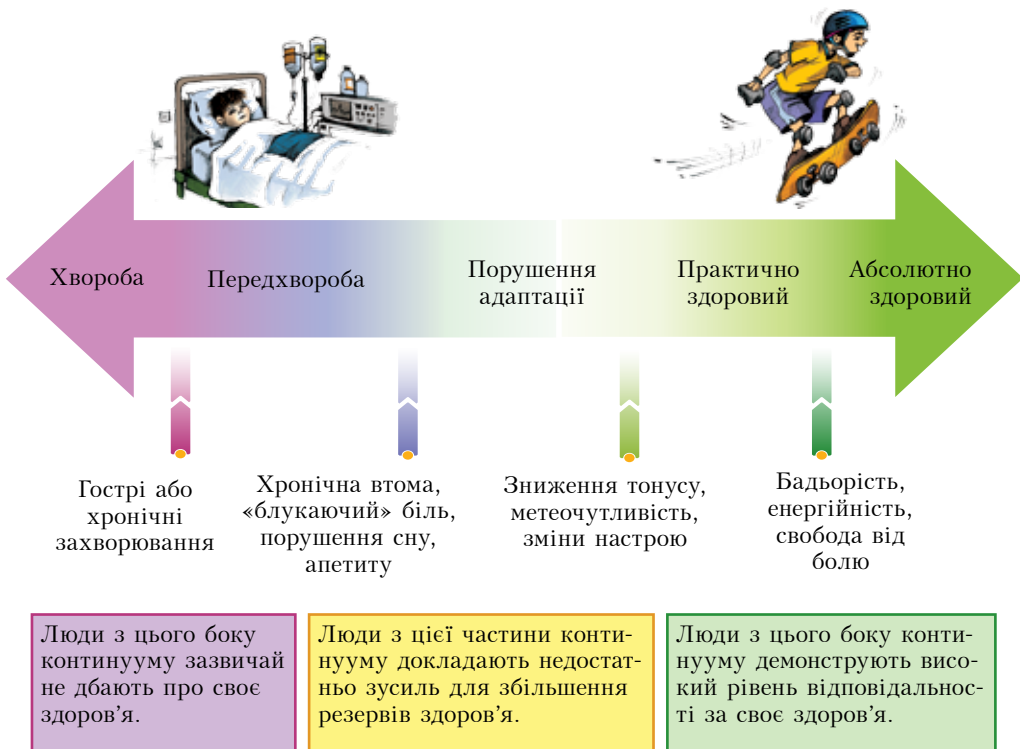 Хвороба
Передхвороба
Порушення
адаптації
Практично
здоровий
Абсолютно
здоровий
Гострі або
хронічні
захворювання
Хронічна втома,
«блукаючий» біль,
порушення сну,
апетиту
Зниження тонусу,
метеочутливість,
зміни настрою
Бадьорість,
енергійність,
свобода від
болю
Люди з цього боку
континууму зазвичай
не дбають про своє
здоров'я.
Люди з цієї частини конти-
нууму докладають недостат-
ньо зусиль для збільшення
резервів здоров'я.
Люди з цього боку конти-
нууму демонструють висо-
кий рівень відповідальнос-
ті за своє здоров'я.